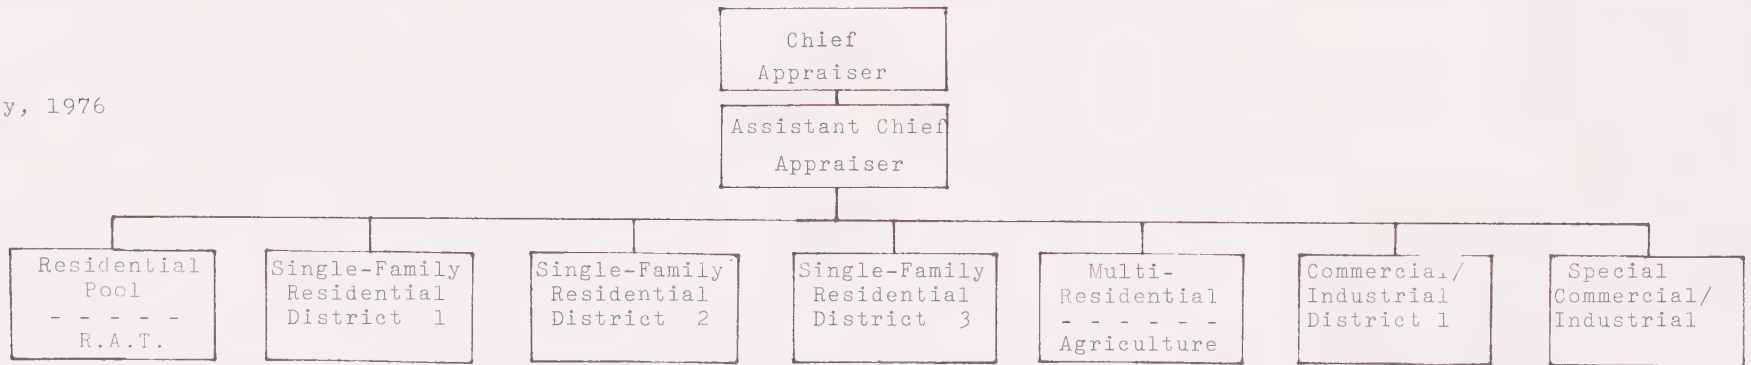 Chief
Appraiser
y, 1976
Assistant Chief
Appraiser
Residential
Pool
- - - - -
R.A.T.
Single-Family
Residential
District 1
Single-Family
Residential
District 2
Single-Family
Residential
District 3
Multi-
Residential
- - - - - -
Agriculture
Commercial/
Industrial
District 1
Special
Commercial/
Industrial